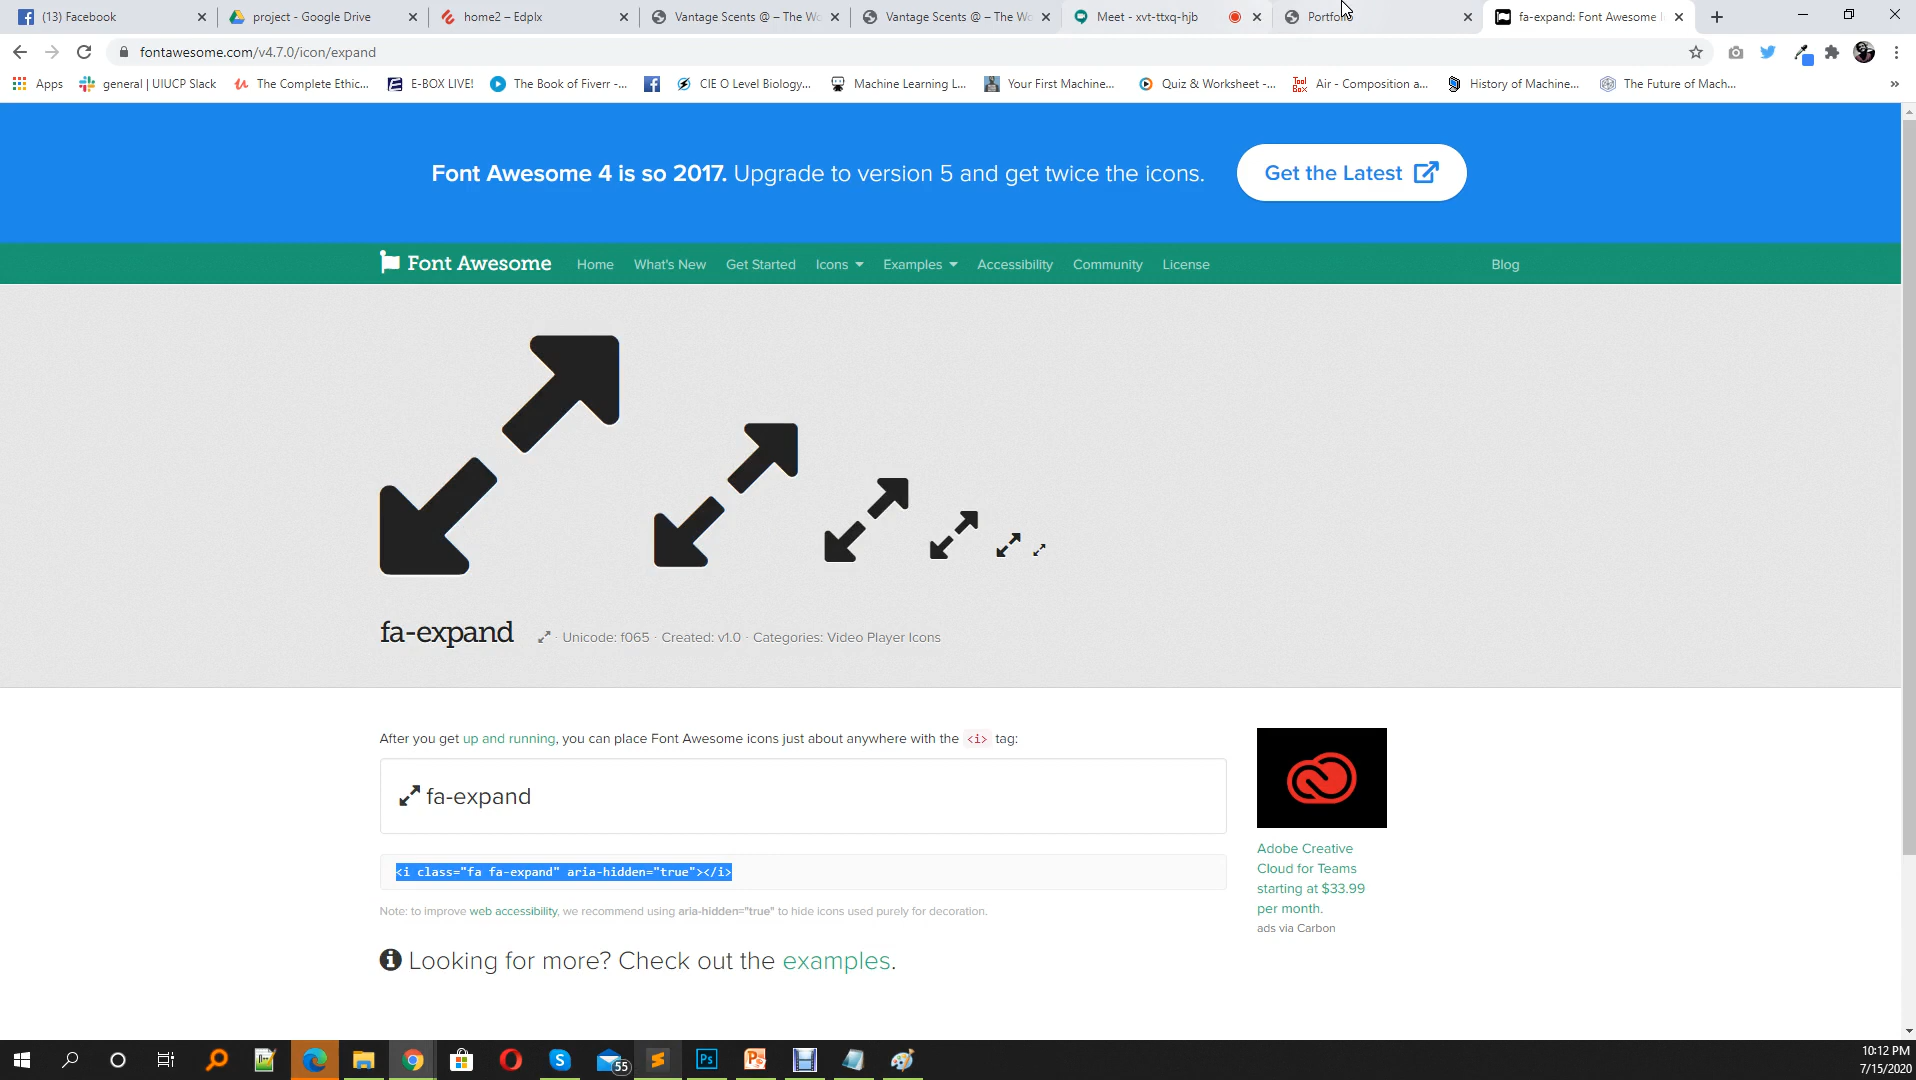 (13) Facebook
project - Google Drive
home2 – Edplx
Vantage Scents @ – The Wo
Vantage Scents @ – The Wo
Meet - xvt-ttxq-hjb
Portfolio
fa-expand: Font Awesome I
fontawesome.com/v4.7.0/icon/expand
Apps
general | UIUCP Slack
The Complete Ethic...
E-BOX LIVE!
The Book of Fiverr -...
CIE O Level Biology...
Machine Learning L...
Your First Machine...
Quiz & Worksheet -...
Tool Box
Air - Composition a...
History of Machine...
The Future of Mach...
»
Font Awesome 4 is so 2017. Upgrade to version 5 and get twice the icons.
Get the Latest
Font Awesome
Home
What's New
Get Started
Icons
Examples
Accessibility
Community
License
Blog
fa-expand
· Unicode: f065 · Created: v1.0 · Categories: Video Player Icons
After you get up and running, you can place Font Awesome icons just about anywhere with the <i> tag:
fa-expand
<i class="fa fa-expand" aria-hidden="true"></i>
Note: to improve web accessibility, we recommend using aria-hidden="true" to hide icons used purely for decoration.
Looking for more? Check out the examples.
Adobe Creative
Cloud for Teams
starting at $33.99
per month.
ads via Carbon
55
Ps
10:12 PM
7/15/2020